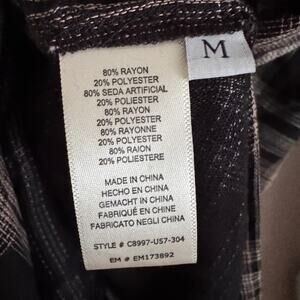 M
80% RAYON
20% POLYESTER
80% SEDA ARTIFICIAL
20% POLIESTER
80% RAYON
20% POLYESTER
80% RAYONNE
20% POLYESTER
80% RAION
20% POLIESTERE
MADE IN CHINA
HECHO EN CHINA
GEMACHT IN CHINA
FABRIQUÉ EN CHINE
FABRICATO NEGLI CHINA
STYLE # C8997-US7-304
EM # EM173892